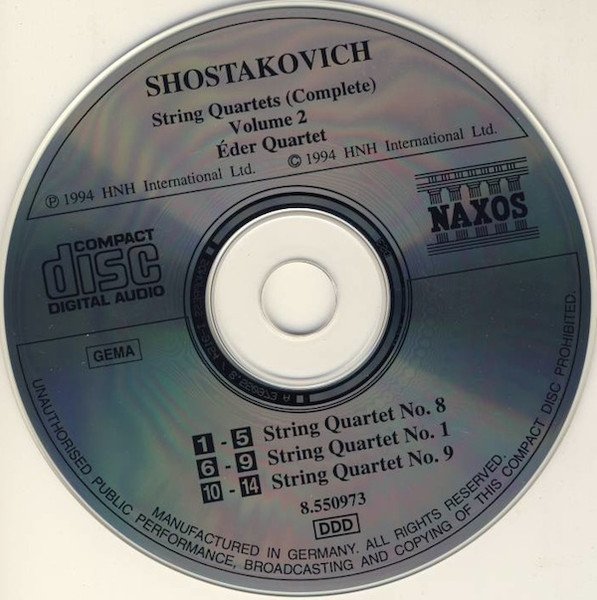 SHOSTAKOVICH
String Quartets (Complete)
Volume 2
Éder Quartet
℗ 1994 HNH International Ltd. © 1994 HNH International Ltd.
NAXOS
COMPACT
disc
DIGITAL AUDIO
GEMA
1 - 5 String Quartet No. 8
6 - 9 String Quartet No. 1
10 - 14 String Quartet No. 9
8.550973
DDD
MANUFACTURED IN GERMANY. ALL RIGHTS RESERVED.
UNAUTHORISED PUBLIC PERFORMANCE, BROADCASTING AND COPYING OF THIS COMPACT DISC PROHIBITED.